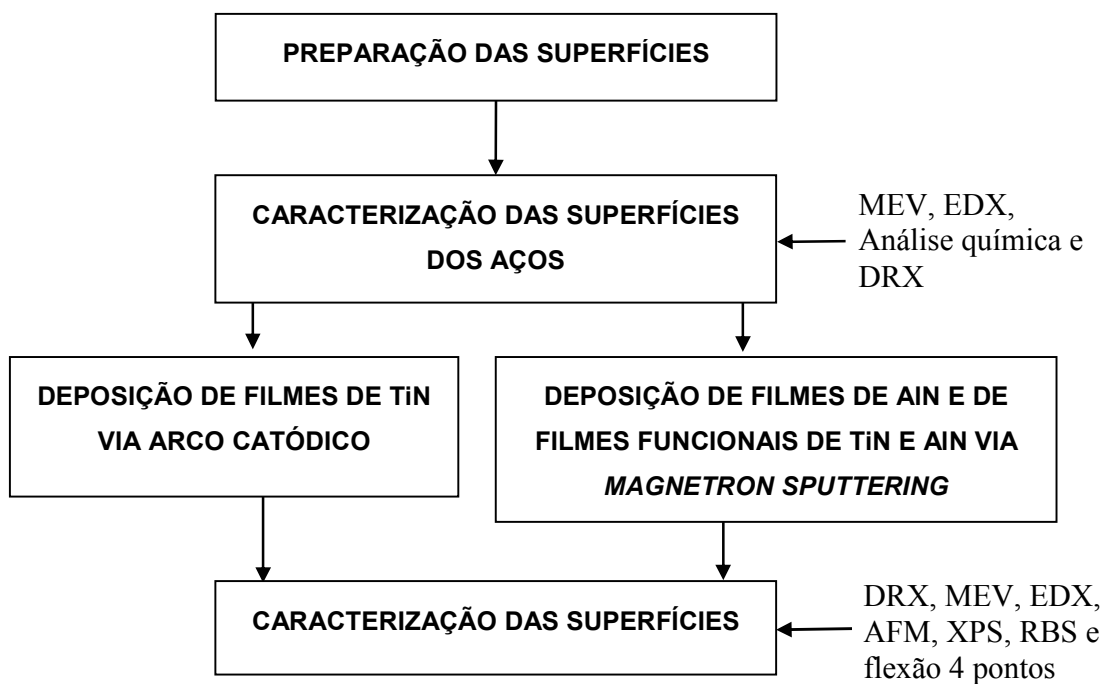 PREPARAÇÃO DAS SUPERFÍCIES
CARACTERIZAÇÃO DAS SUPERFÍCIES
DOS AÇOS
MEV, EDX,
Análise química e
DRX
DEPOSIÇÃO DE FILMES DE TiN
VIA ARCO CATÓDICO
DEPOSIÇÃO DE FILMES DE AlN E DE
FILMES FUNCIONAIS DE TiN E AlN VIA
MAGNETRON SPUTTERING
CARACTERIZAÇÃO DAS SUPERFÍCIES
DRX, MEV, EDX,
AFM, XPS, RBS e
flexão 4 pontos